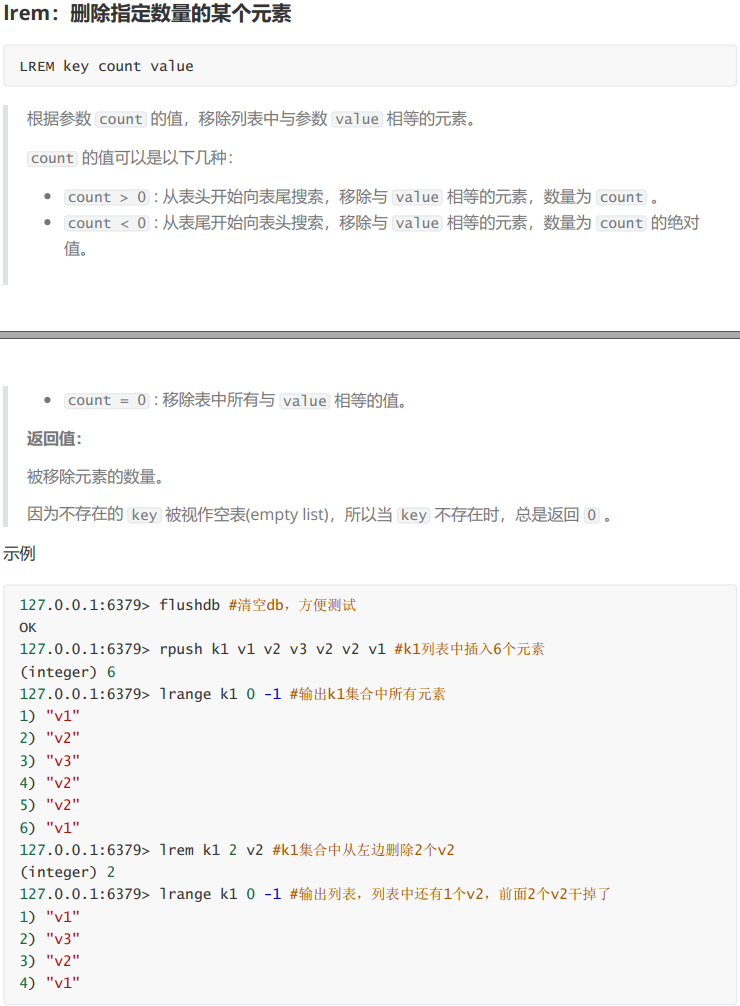 lrem：删除指定数量的某个元素
LREM key count value
根据参数 count 的值，移除列表中与参数 value 相等的元素。
count 的值可以是以下几种：
• count > 0 : 从表头开始向表尾搜索，移除与 value 相等的元素，数量为 count 。
• count < 0 : 从表尾开始向表头搜索，移除与 value 相等的元素，数量为 count 的绝对
值。
• count = 0 : 移除表中所有与 value 相等的值。
返回值：
被移除元素的数量。
因为不存在的 key 被视作空表(empty list)，所以当 key 不存在时，总是返回 0 。
示例
127.0.0.1:6379> flushdb #清空db，方便测试
OK
127.0.0.1:6379> rpush k1 v1 v2 v3 v2 v2 v1 #k1列表中插入6个元素
(integer) 6
127.0.0.1:6379> lrange k1 0 -1 #输出k1集合中所有元素
1) "v1"
2) "v2"
3) "v3"
4) "v2"
5) "v2"
6) "v1"
127.0.0.1:6379> lrem k1 2 v2 #k1集合中从左边删除2个v2
(integer) 2
127.0.0.1:6379> lrange k1 0 -1 #输出列表，列表中还有1个v2，前面2个v2干掉了
1) "v1"
2) "v3"
3) "v2"
4) "v1"